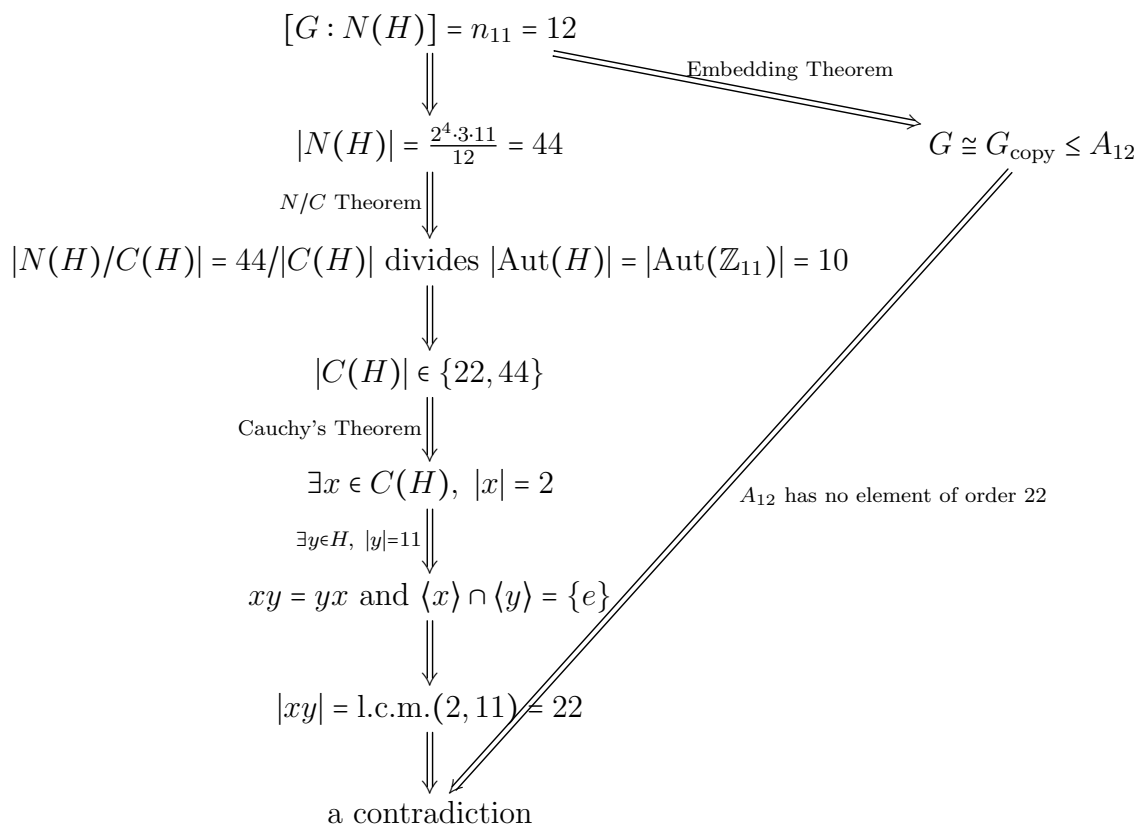 [G : N(H)] = n₁₁ = 12
Embedding Theorem
|N(H)| = \frac{2⁴·3·11}{12} = 44
G ≅ G_copy ≤ A₁₂
N/C Theorem
|N(H)/C(H)| = 44/|C(H)| divides |Aut(H)| = |Aut(ℤ₁₁)| = 10
|C(H)| ∈ {22, 44}
Cauchy's Theorem
∃x ∈ C(H), |x| = 2
A₁₂ has no element of order 22
∃y∈H, |y|=11
xy = yx and ⟨x⟩ ∩ ⟨y⟩ = {e}
|xy| = l.c.m.(2, 11) = 22
a contradiction